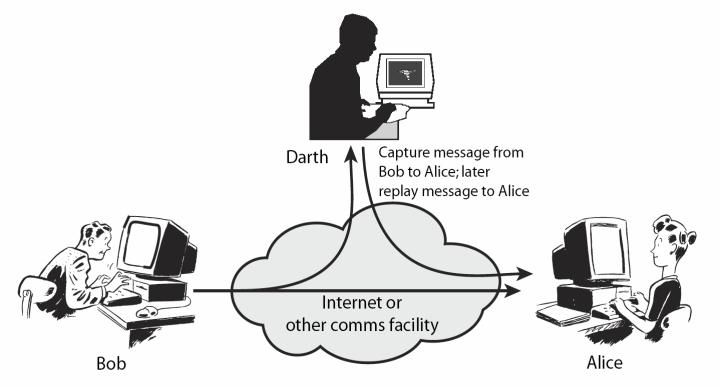 Darth
Capture message from
Bob to Alice; later
replay message to Alice
Internet or
other comms facility
Bob
Alice